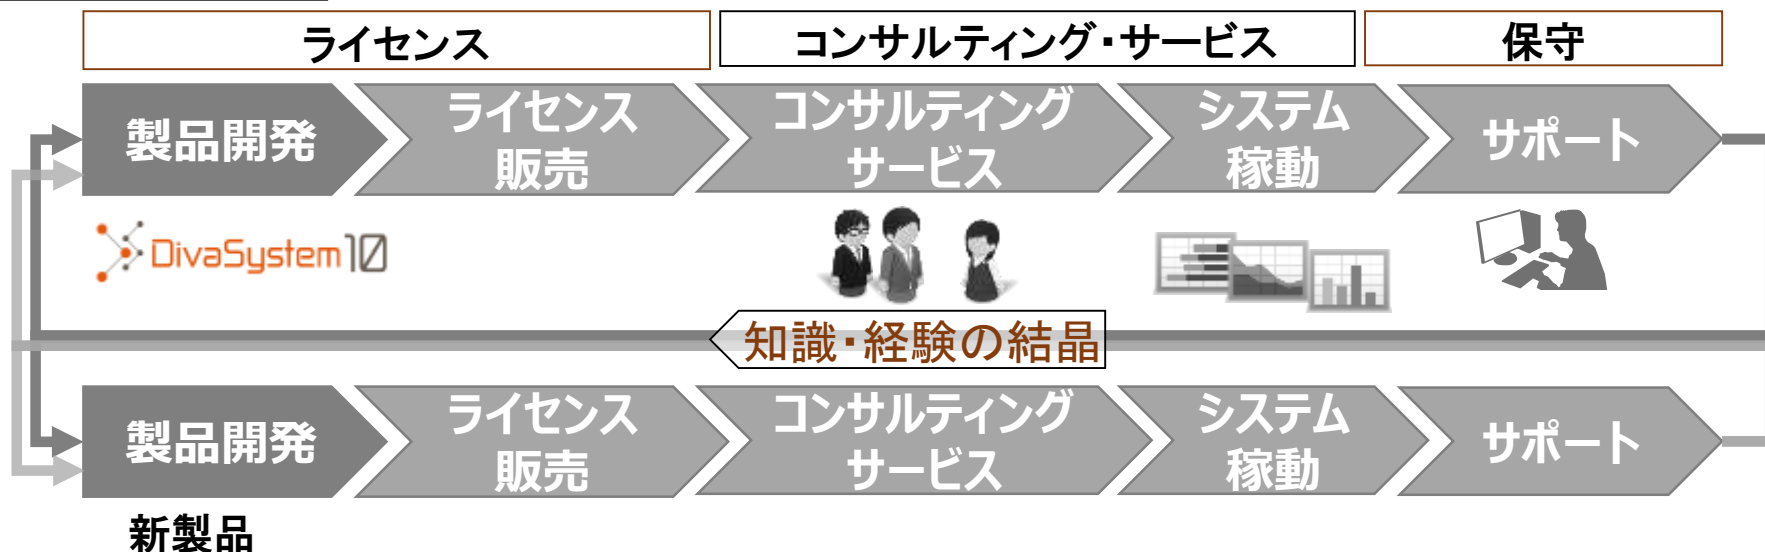 ライセンス
コンサルティング・サービス
保守
製品開発
ライセンス
販売
コンサルティング
サービス
システム
稼動
サポート
DivaSystem10
知識・経験の結晶
製品開発
ライセンス
販売
コンサルティング
サービス
システム
稼動
サポート
新製品